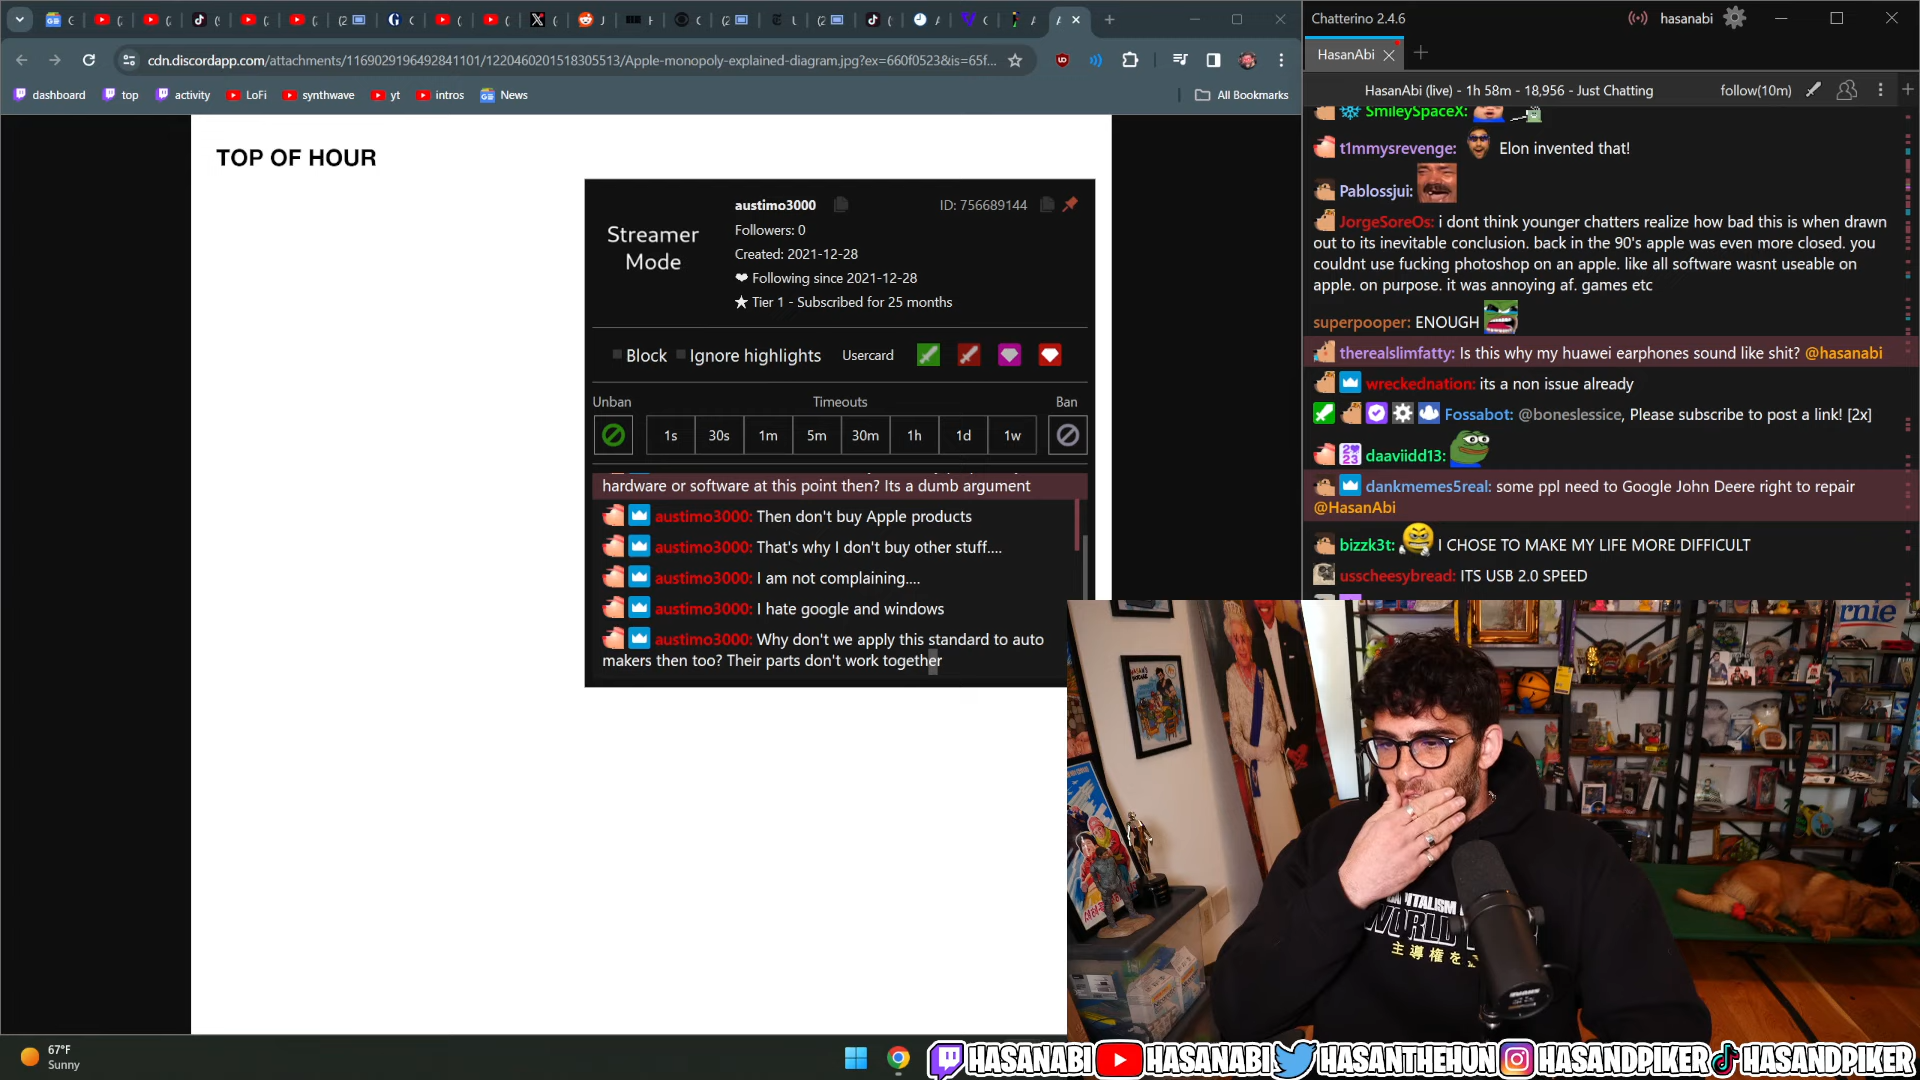 cdn.discordapp.com/attachments/1169029196492841101/1220460201518305513/Apple-monopoly-explained-diagram.jpg?ex=660f0523&is=65f...
dashboard
top
activity
LoFi
synthwave
yt
intros
News
All Bookmarks
TOP OF HOUR
Streamer
Mode
austimo3000
ID: 756689144
Followers: 0
Created: 2021-12-28
❤ Following since 2021-12-28
★ Tier 1 - Subscribed for 25 months
Block
Ignore highlights
Usercard
Unban
Timeouts
Ban
1s
30s
1m
5m
30m
1h
1d
1w
hardware or software at this point then? Its a dumb argument
austimo3000: Then don't buy Apple products
austimo3000: That's why I don't buy other stuff....
austimo3000: I am not complaining....
austimo3000: I hate google and windows
austimo3000: Why don't we apply this standard to auto
makers then too? Their parts don't work together
Chatterino 2.4.6
hasanabi
HasanAbi
HasanAbi (live) - 1h 58m - 18,956 - Just Chatting
follow(10m)
SmileySpaceX:
t1mmysrevenge: Elon invented that!
Pablossjui:
JorgeSoreOs: i dont think younger chatters realize how bad this is when drawn
out to its inevitable conclusion. back in the 90's apple was even more closed. you
couldnt use fucking photoshop on an apple. like all software wasnt useable on
apple. on purpose. it was annoying af. games etc
superpooper: ENOUGH
therealslimfatty: Is this why my huawei earphones sound like shit? @hasanabi
wreckednation: its a non issue already
Fossabot: @boneslessice, Please subscribe to post a link! [2x]
daaviidd13:
dankmemes5real: some ppl need to Google John Deere right to repair
@HasanAbi
bizzk3t: I CHOSE TO MAKE MY LIFE MORE DIFFICULT
usscheesybread: ITS USB 2.0 SPEED
67°F
Sunny
HASANABI
HASANABI
HASANTHEHUN
HASANDPIKER
HASANDPIKER